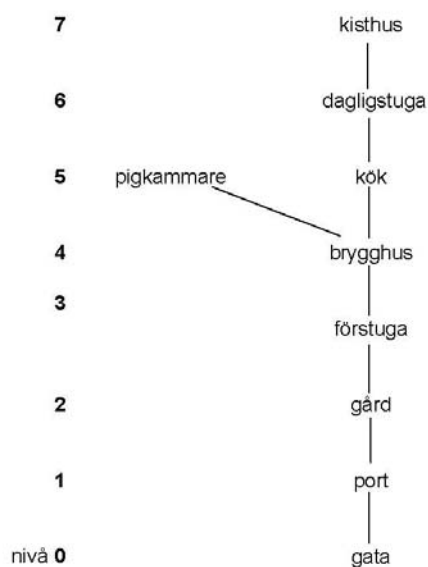 7 kisthus
6 dagligstuga
5 pigkammare kök
4 brygghus
3
förstuga
2 gård
1 port
nivå 0 gata